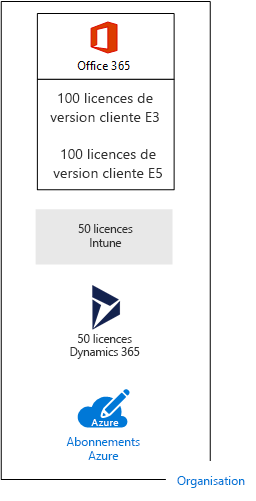 Office 365
100 licences de
version cliente E3
100 licences de
version cliente E5
50 licences
Intune
50 licences
Dynamics 365
Azure
Abonnements
Azure
Organisation